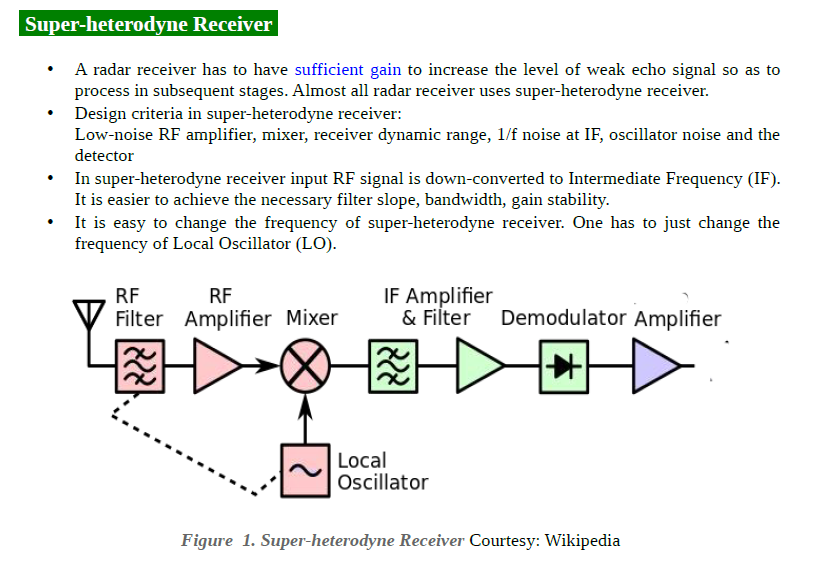 Super-heterodyne Receiver
• A radar receiver has to have sufficient gain to increase the level of weak echo signal so as to
process in subsequent stages. Almost all radar receiver uses super-heterodyne receiver.
• Design criteria in super-heterodyne receiver:
Low-noise RF amplifier, mixer, receiver dynamic range, 1/f noise at IF, oscillator noise and the
detector
• In super-heterodyne receiver input RF signal is down-converted to Intermediate Frequency (IF).
It is easier to achieve the necessary filter slope, bandwidth, gain stability.
• It is easy to change the frequency of super-heterodyne receiver. One has to just change the
frequency of Local Oscillator (LO).
RF
Filter
RF
Amplifier
Mixer
IF Amplifier
& Filter
Demodulator
Amplifier
Local
Oscillator
Figure 1. Super-heterodyne Receiver Courtesy: Wikipedia